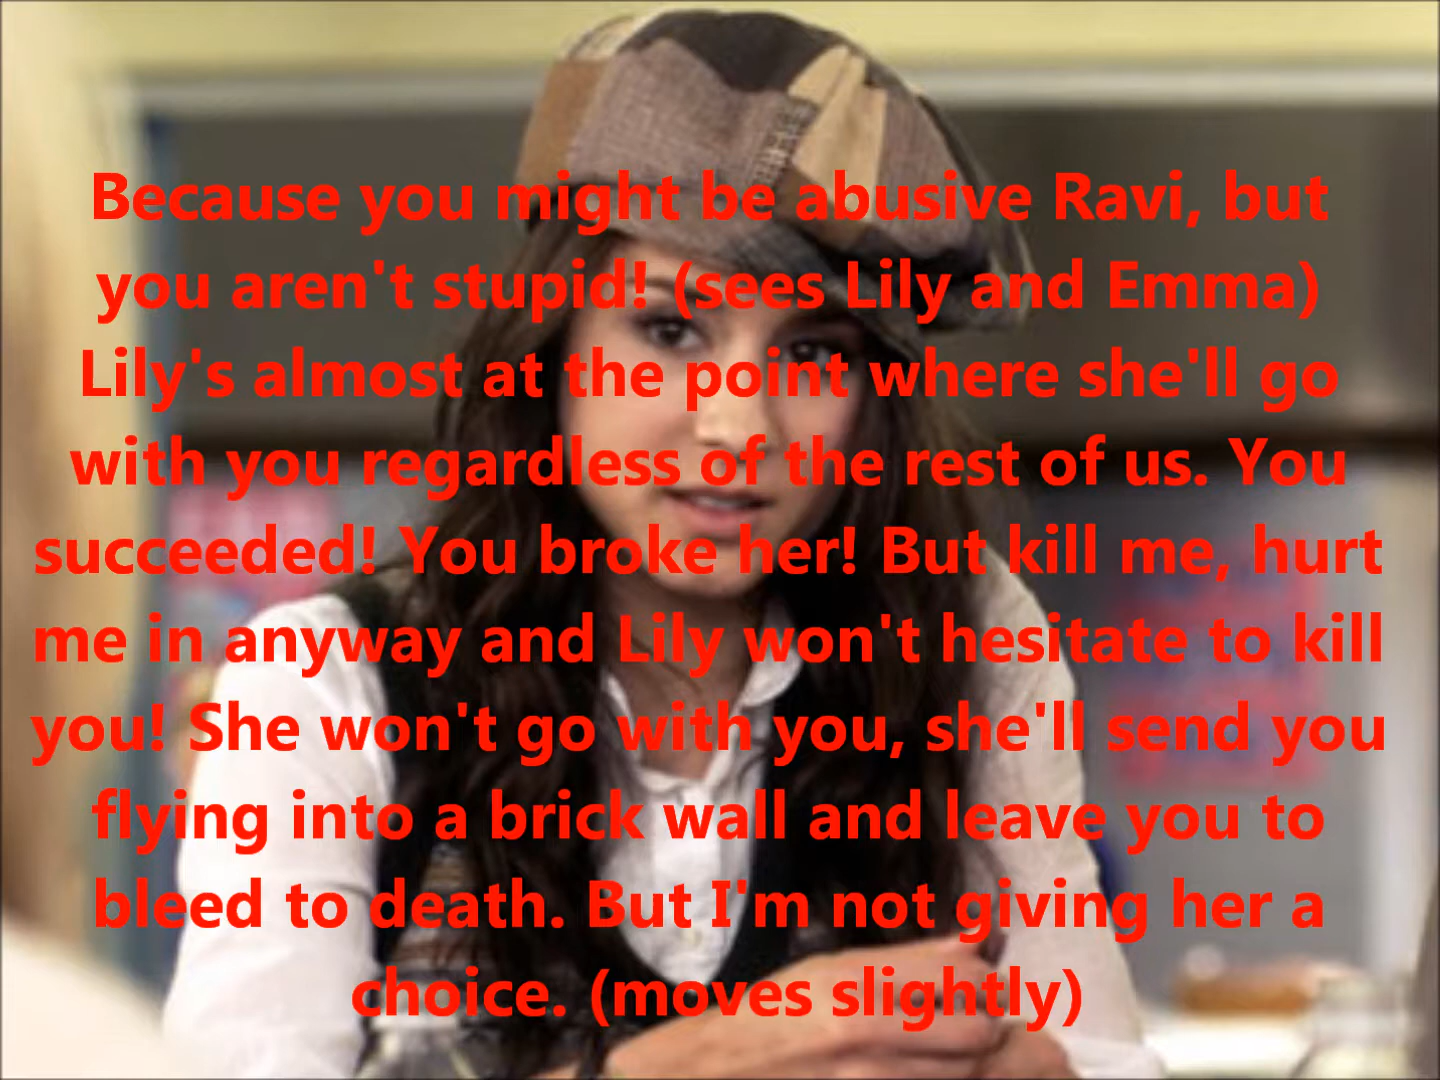 Because you might be abusive Ravi, but
you aren't stupid! (sees Lily and Emma)
Lily's almost at the point where she'll go
with you regardless of the rest of us. You
succeeded! You broke her! But kill me, hurt
me in anyway and Lily won't hesitate to kill
you! She won't go with you, she'll send you
flying into a brick wall and leave you to
bleed to death. But I'm not giving her a
choice. (moves slightly)